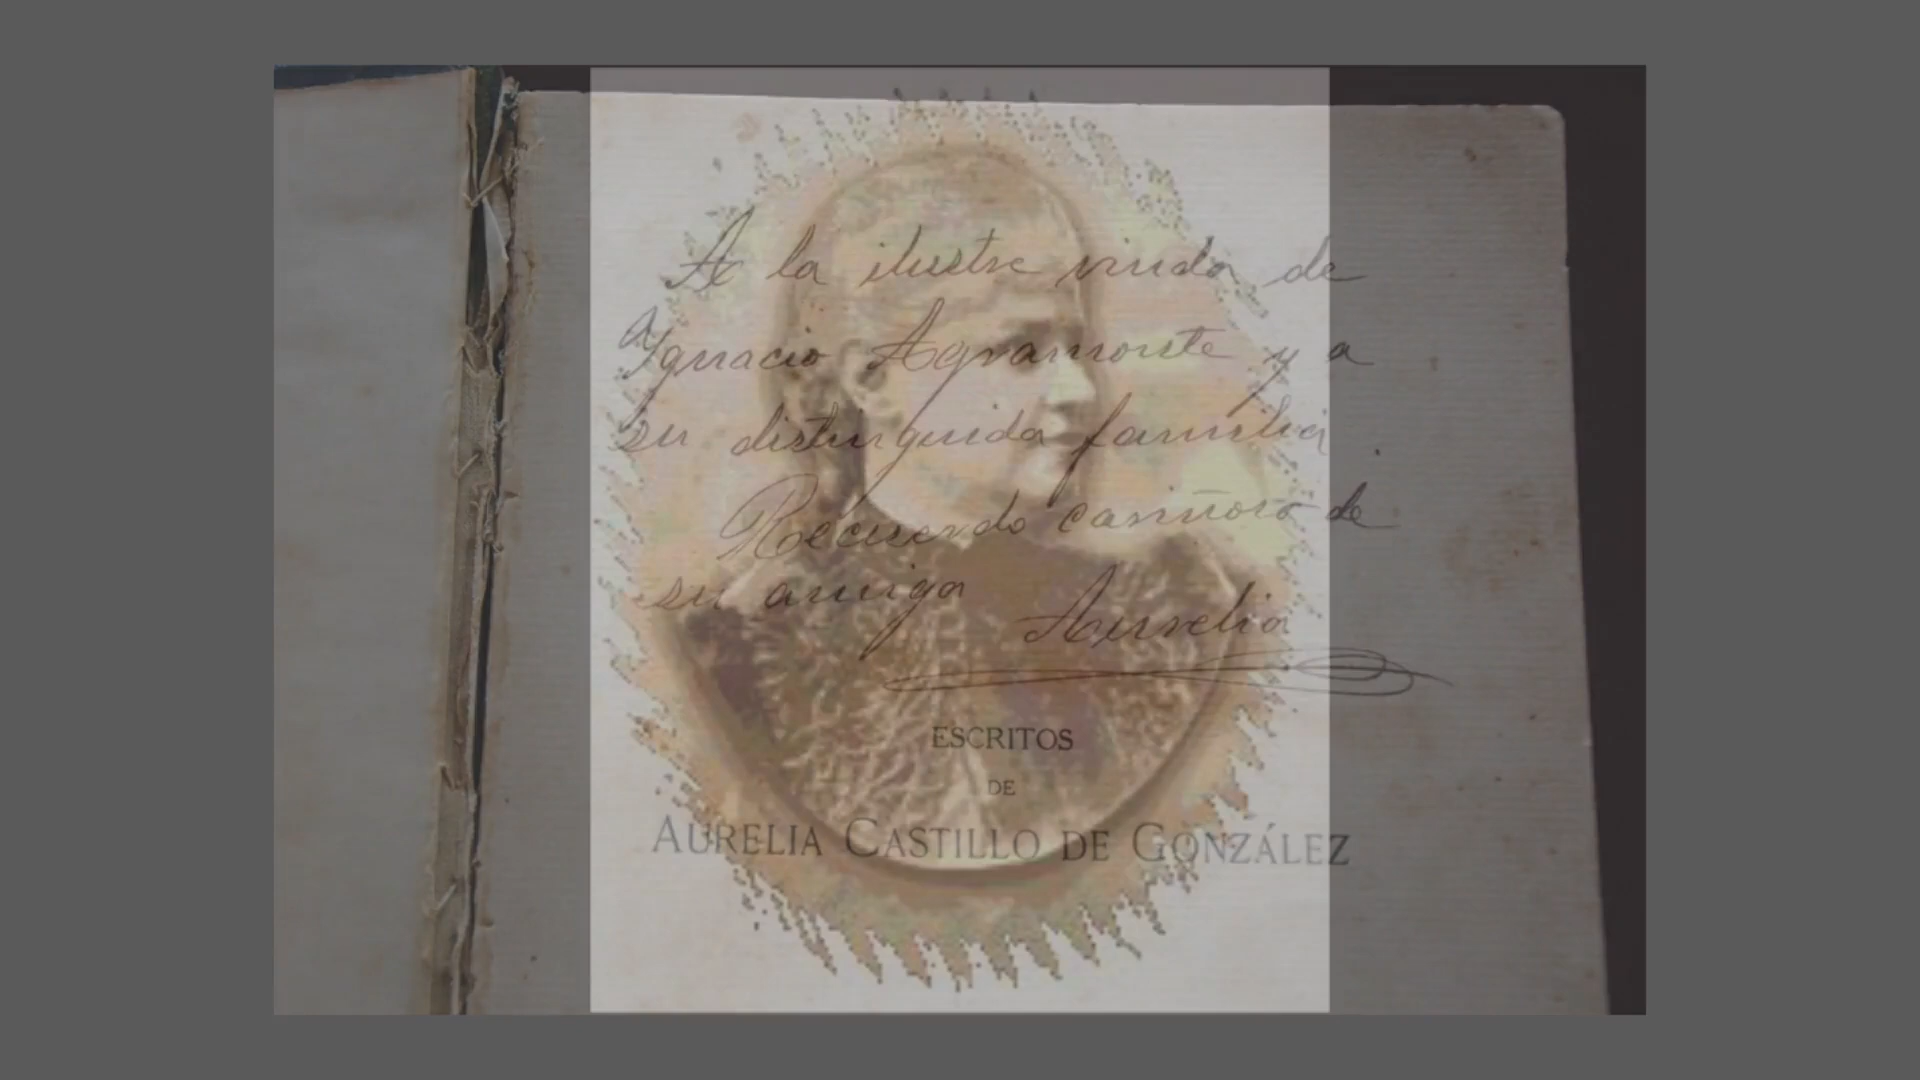 A la ilustre viuda de
Ignacio Agramonte y a
su distinguida familia.
Recuerdo cariñoso de
su amiga Aurelia
ESCRITOS
DE
AURELIA CASTILLO DE GONZÁLEZ